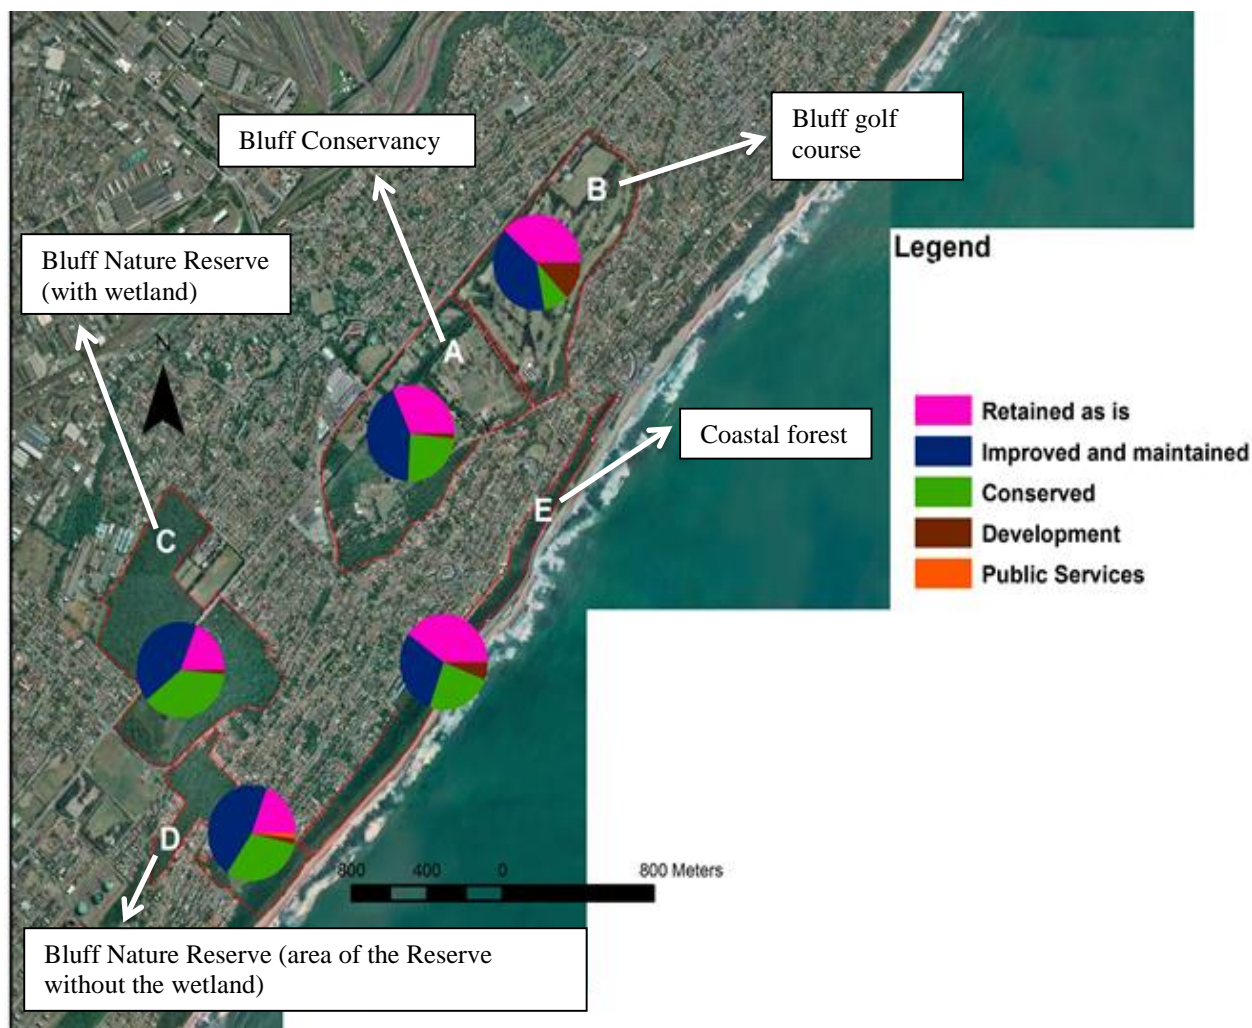 Bluff Conservancy
Bluff golf
course
Bluff Nature Reserve
(with wetland)
B
Legend
N
A
Retained as is
Improved and maintained
Conserved
Development
Public Services
Coastal forest
E
C
D
800 400 0 800 Meters
Bluff Nature Reserve (area of the Reserve
without the wetland)